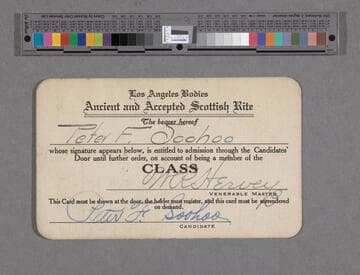 Los Angeles Bodies
Ancient and Accepted Scottish Rite
The bearer hereof
Peter F. Soohoo
whose signature appears below, is entitled to admission through the Candidates'
Door until further order, on account of being a member of the
CLASS
Hervey
VENERABLE MASTER
This Card must be shown at the door, the holder must register, and this card must be surrendered
on demand.
Peter F. Soohoo
CANDIDATE